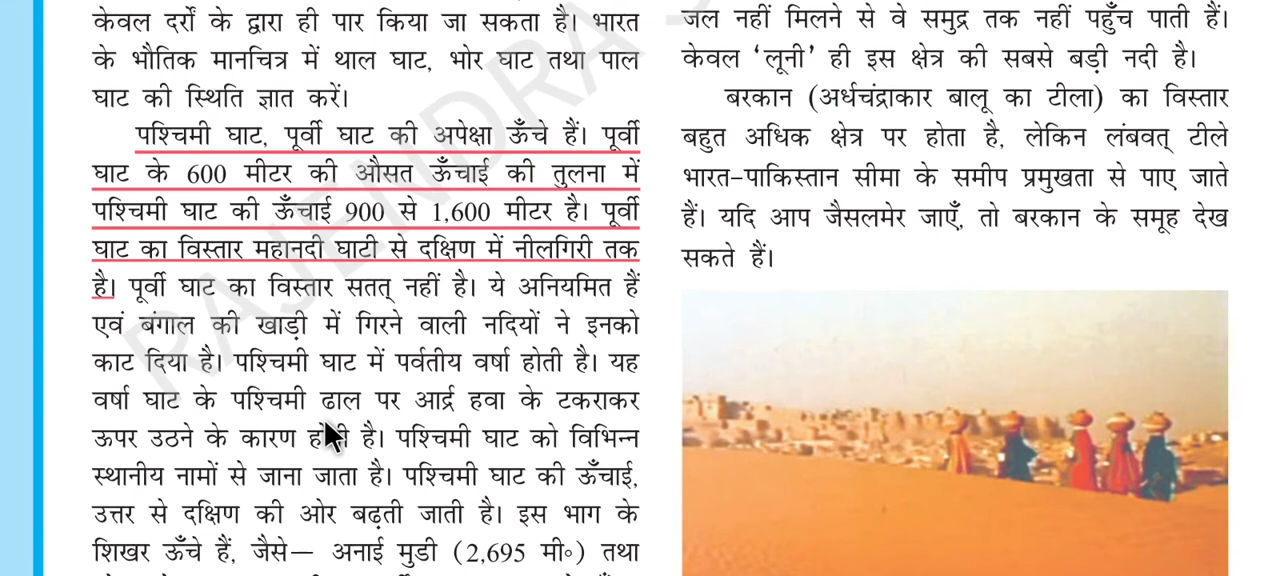 केवल दर्रों के द्वारा ही पार किया जा सकता है। भारत
के भौतिक मानचित्र में थाल घाट, भोर घाट तथा पाल
घाट की स्थिति ज्ञात करें।
पश्चिमी घाट, पूर्वी घाट की अपेक्षा ऊँचे हैं। पूर्वी
घाट के 600 मीटर की औसत ऊँचाई की तुलना में
पश्चिमी घाट की ऊँचाई 900 से 1,600 मीटर है। पूर्वी
घाट का विस्तार महानदी घाटी से दक्षिण में नीलगिरी तक
है। पूर्वी घाट का विस्तार सतत् नहीं है। ये अनियमित हैं
एवं बंगाल की खाड़ी में गिरने वाली नदियों ने इनको
काट दिया है। पश्चिमी घाट में पर्वतीय वर्षा होती है। यह
वर्षा घाट के पश्चिमी ढाल पर आर्द्र हवा के टकराकर
ऊपर उठने के कारण होती है। पश्चिमी घाट को विभिन्न
स्थानीय नामों से जाना जाता है। पश्चिमी घाट की ऊँचाई,
उत्तर से दक्षिण की ओर बढ़ती जाती है। इस भाग के
शिखर ऊँचे हैं, जैसे— अनाई मुडी (2,695 मी॰) तथा
जल नहीं मिलने से वे समुद्र तक नहीं पहुँच पाती हैं।
केवल ‘लूनी’ ही इस क्षेत्र की सबसे बड़ी नदी है।
बरकान (अर्धचंद्राकार बालू का टीला) का विस्तार
बहुत अधिक क्षेत्र पर होता है, लेकिन लंबवत् टीले
भारत-पाकिस्तान सीमा के समीप प्रमुखता से पाए जाते
हैं। यदि आप जैसलमेर जाएँ, तो बरकान के समूह देख
सकते हैं।
RAJENDRA